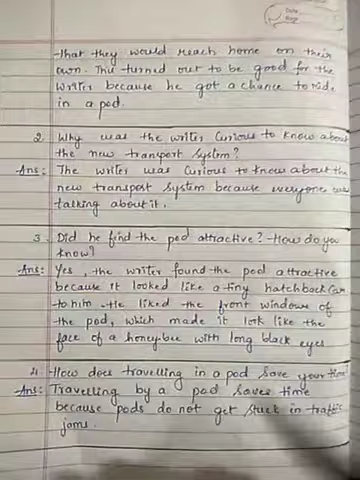 Date
Page
that they would reach home on their
own. This turned out to be good for the
writer because he got a chance to ride
in a pod.
2. Why was the writer curious to know about
the new transport system?
Ans: The writer was curious to know about the
new transport system because everyone was
talking about it.
3. Did he find the pod attractive? How do you
know?
Ans: Yes, the writer found the pod attractive
because it looked like a tiny hatchback car
to him. He liked the front windows of
the pod, which made it look like the
face of a honeybee with long black eyes
4. How does travelling in a pod save your time
Ans: Travelling by a pod saves time
because pods do not get stuck in traffic
jams.